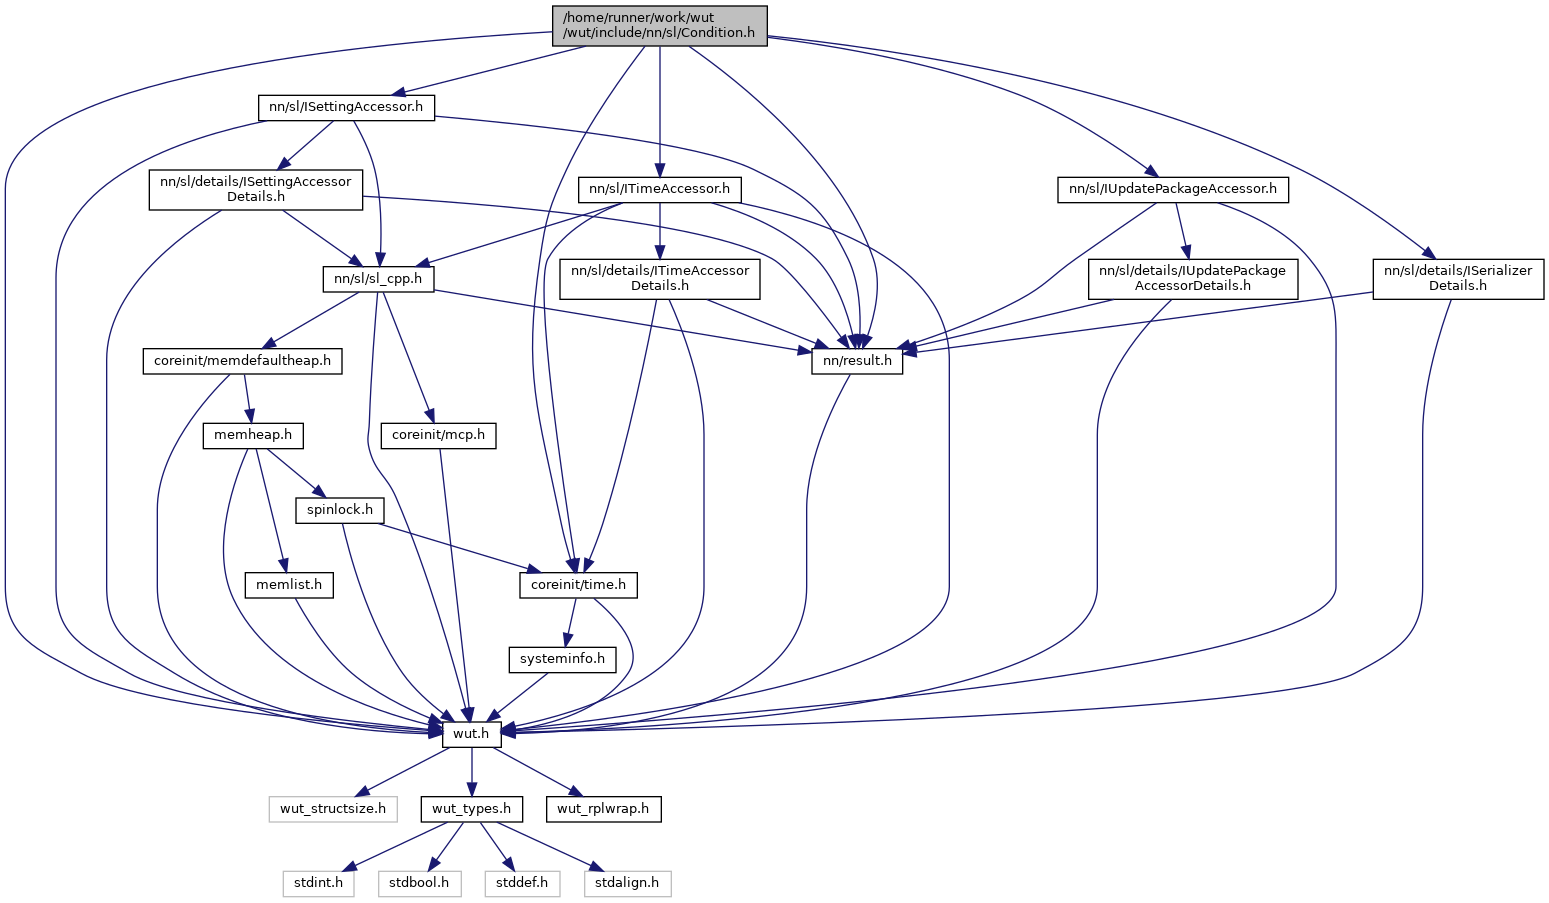 /home/runner/work/wut
/wut/include/nn/sl/Condition.h
nn/sl/ISettingAccessor.h
nn/sl/details/ISettingAccessor
Details.h
nn/sl/ITimeAccessor.h
nn/sl/IUpdatePackageAccessor.h
nn/sl/sl_cpp.h
nn/sl/details/ITimeAccessor
Details.h
nn/sl/details/IUpdatePackage
AccessorDetails.h
nn/sl/details/ISerializer
Details.h
coreinit/memdefaultheap.h
nn/result.h
memheap.h
coreinit/mcp.h
spinlock.h
memlist.h
coreinit/time.h
systeminfo.h
wut.h
wut_structsize.h
wut_types.h
wut_rplwrap.h
stdint.h
stdbool.h
stddef.h
stdalign.h